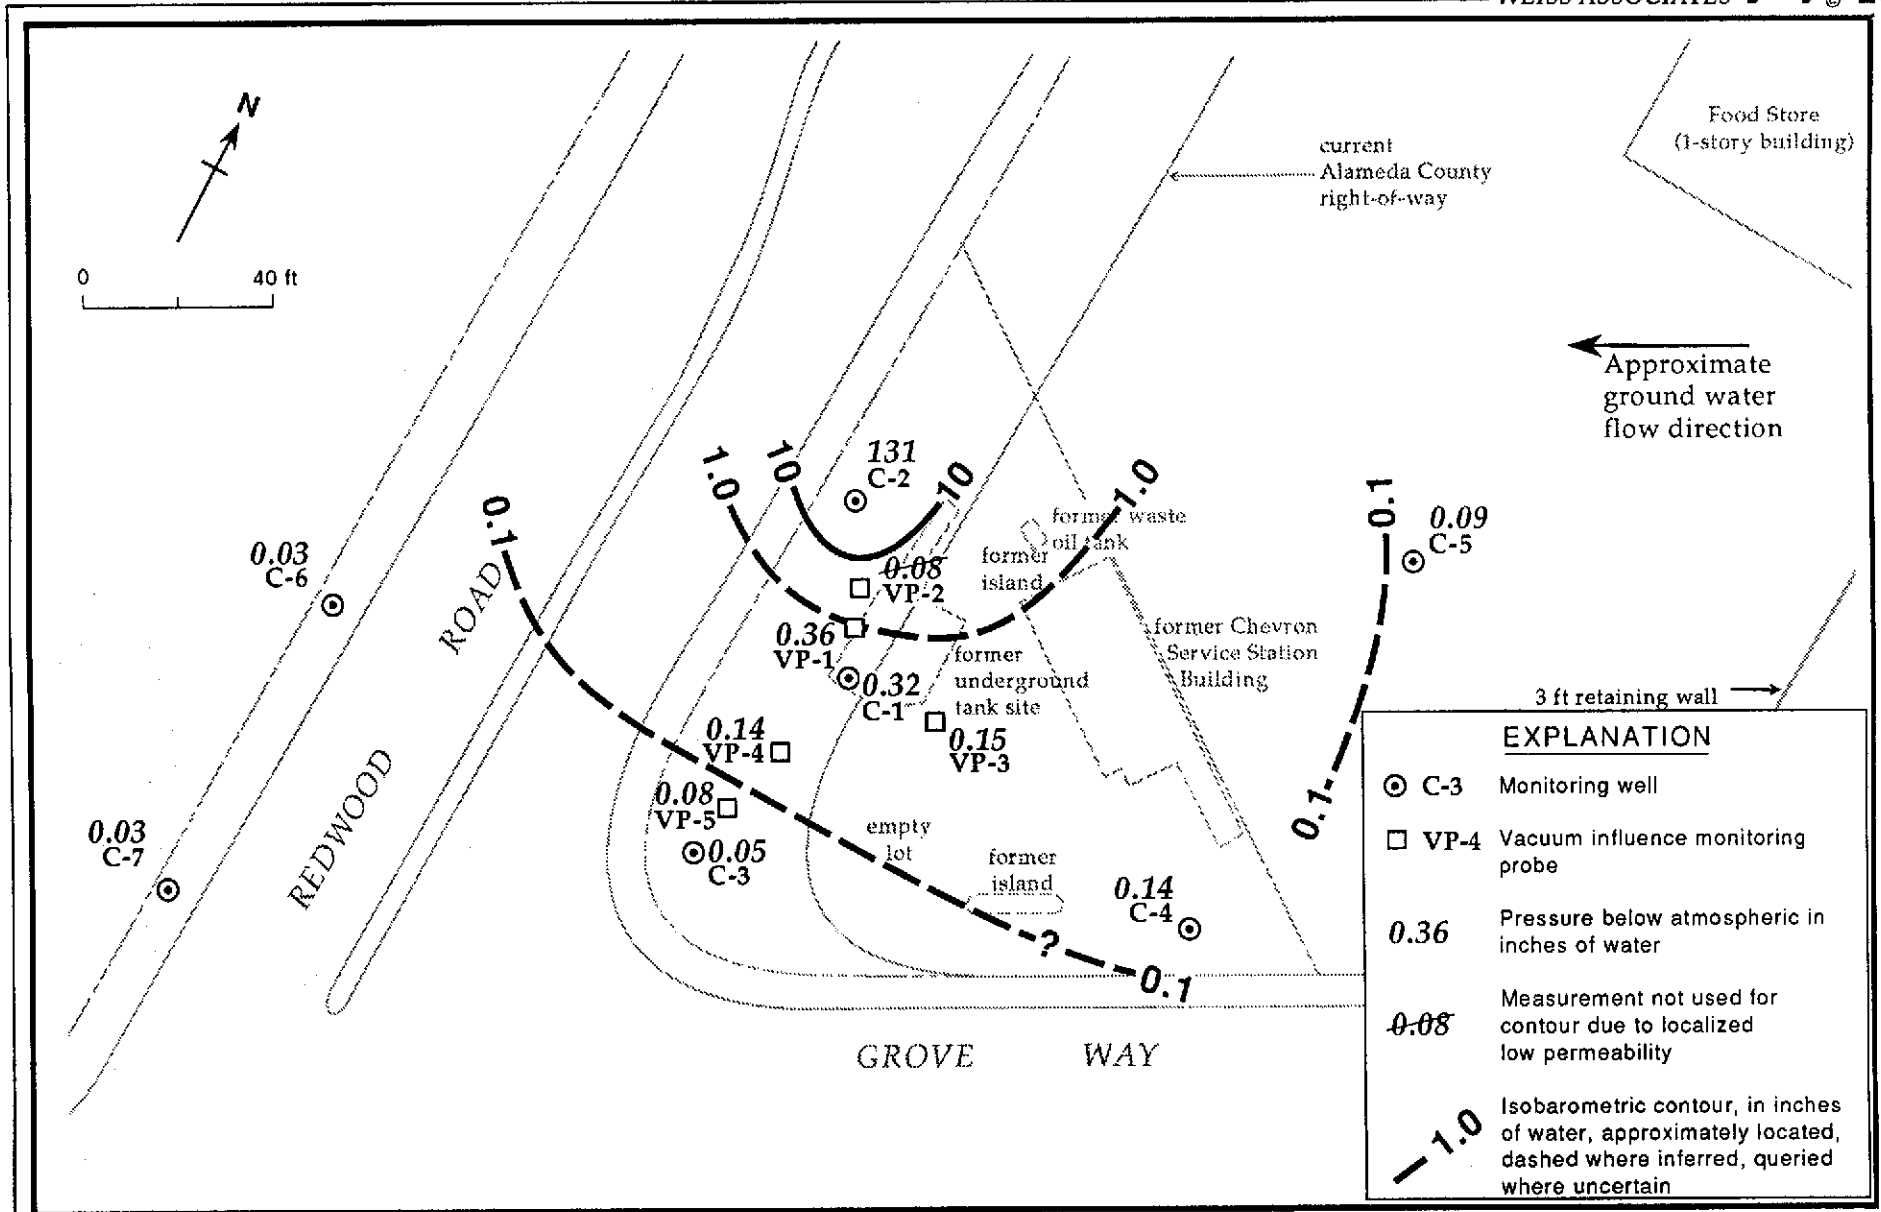 WEISS ASSOCIATES
N
0 40 ft
Food Store
(1-story building)
current
Alameda County
right-of-way
Approximate
ground water
flow direction
131
C-2
10
10
1.0
1.0
0.1
0.1
0.09
C-5
0.03
C-6
former waste
oil tank
former
island
0.08
VP-2
0.36
VP-1
former Chevron
Service Station
Building
former
underground
tank site
0.32
C-1
0.15
VP-3
0.14
VP-4
0.08
VP-5
0.05
C-3
empty
lot
former
island
0.14
C-4
?
0.1
0.1
0.03
C-7
REDWOOD ROAD
GROVE WAY
3 ft retaining wall
EXPLANATION
C-3 Monitoring well
VP-4 Vacuum influence monitoring
probe
0.36 Pressure below atmospheric in
inches of water
0.08 Measurement not used for
contour due to localized
low permeability
1.0 Isobarometric contour, in inches
of water, approximately located,
dashed where inferred, queried
where uncertain